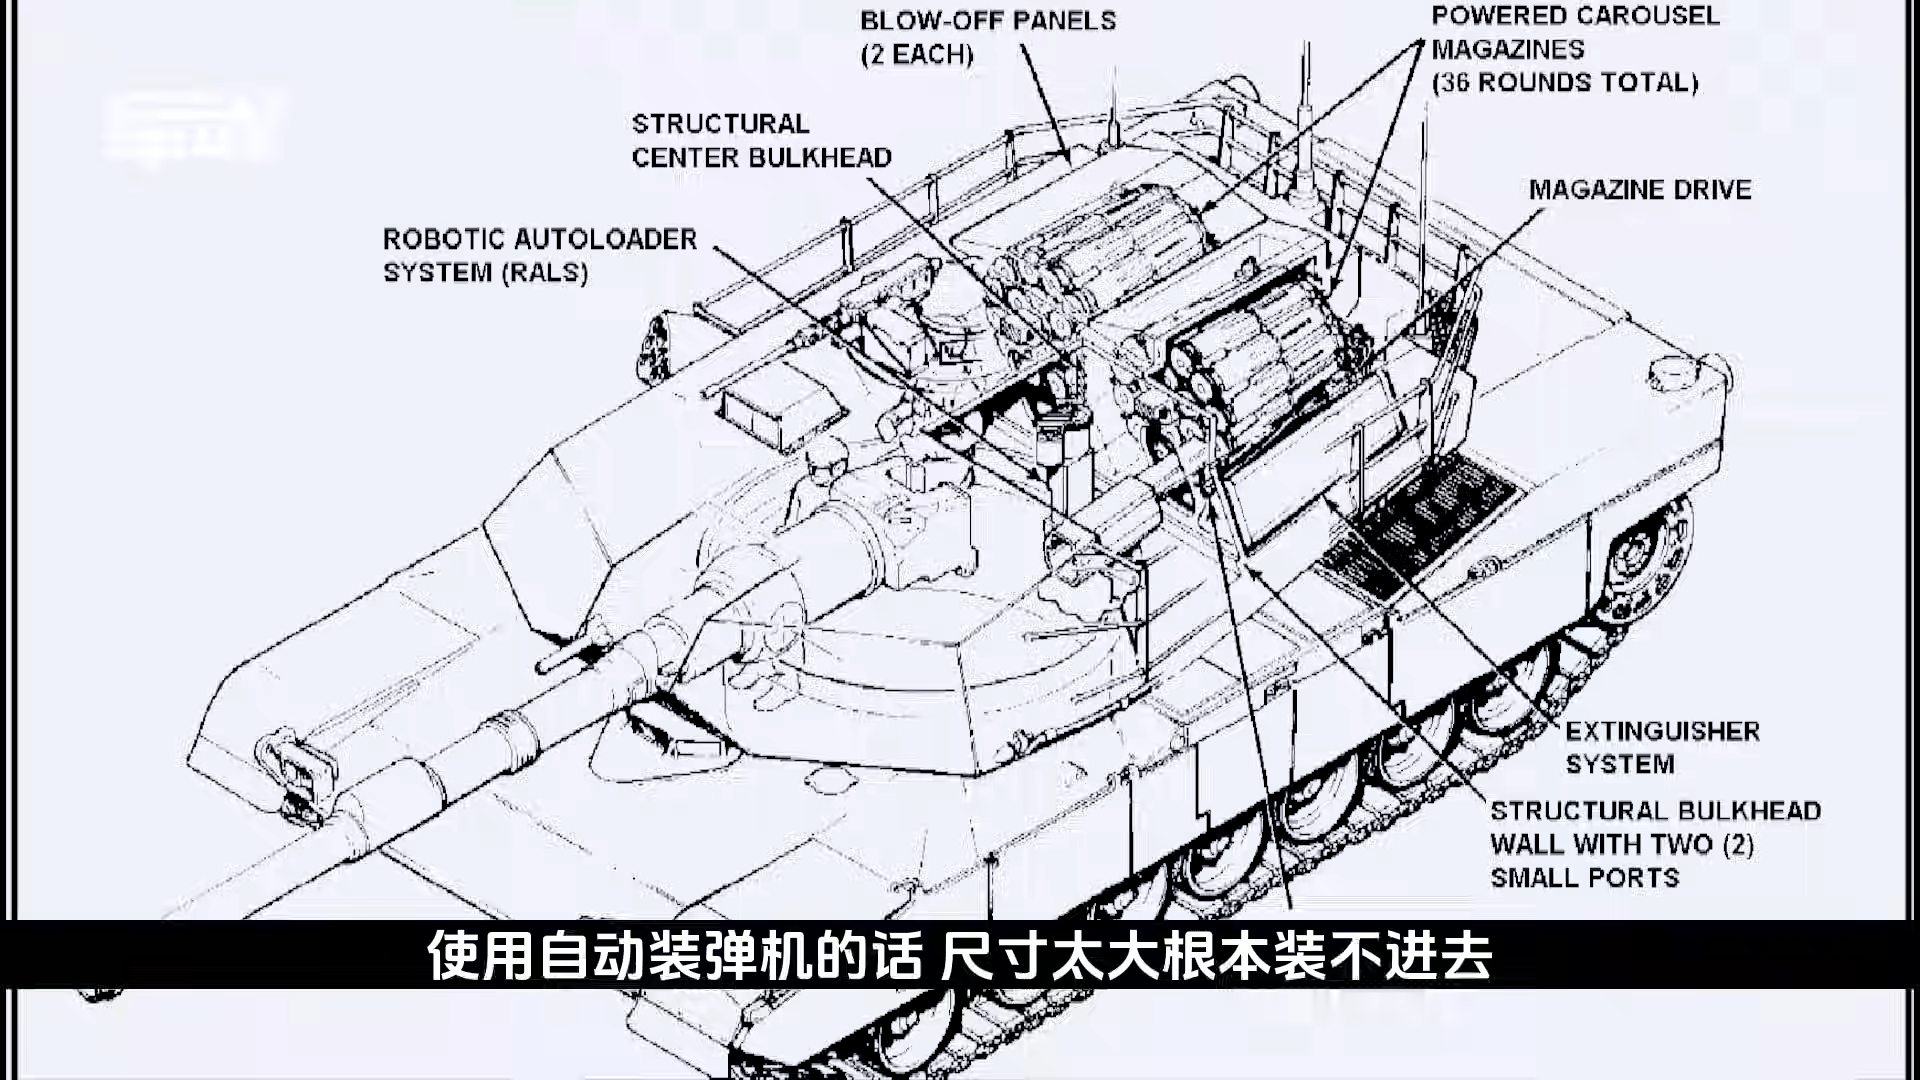 BLOW-OFF PANELS
(2 EACH)
POWERED CAROUSEL
MAGAZINES
(36 ROUNDS TOTAL)
STRUCTURAL
CENTER BULKHEAD
MAGAZINE DRIVE
ROBOTIC AUTOLOADER
SYSTEM (RALS)
EXTINGUISHER
SYSTEM
STRUCTURAL BULKHEAD
WALL WITH TWO (2)
SMALL PORTS
使用自动装弹机的话 尺寸太大根本装不进去